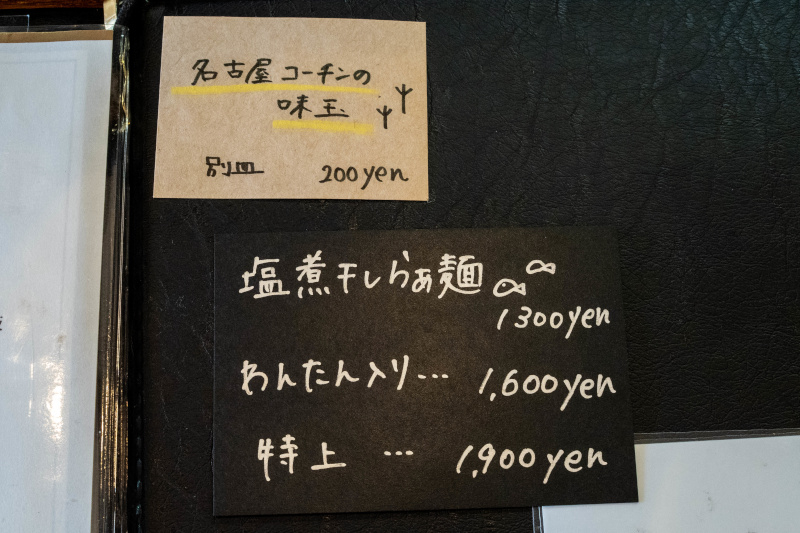 名古屋コーチンの
味玉
別皿 200yen
塩煮干しらぁ麺
1300yen
わんたん入り… 1,600yen
特上 … 1,900yen